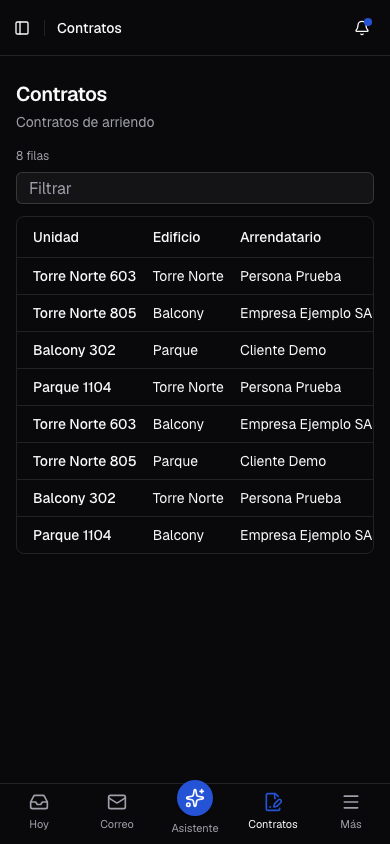 Contratos
Contratos
Contratos de arriendo
8 filas
Filtrar
Unidad Edificio Arrendatario
Torre Norte 603 Torre Norte Persona Prueba
Torre Norte 805 Balcony Empresa Ejemplo SA
Balcony 302 Parque Cliente Demo
Parque 1104 Torre Norte Persona Prueba
Torre Norte 603 Balcony Empresa Ejemplo SA
Torre Norte 805 Parque Cliente Demo
Balcony 302 Torre Norte Persona Prueba
Parque 1104 Balcony Empresa Ejemplo SA
Hoy Correo Asistente Contratos Más